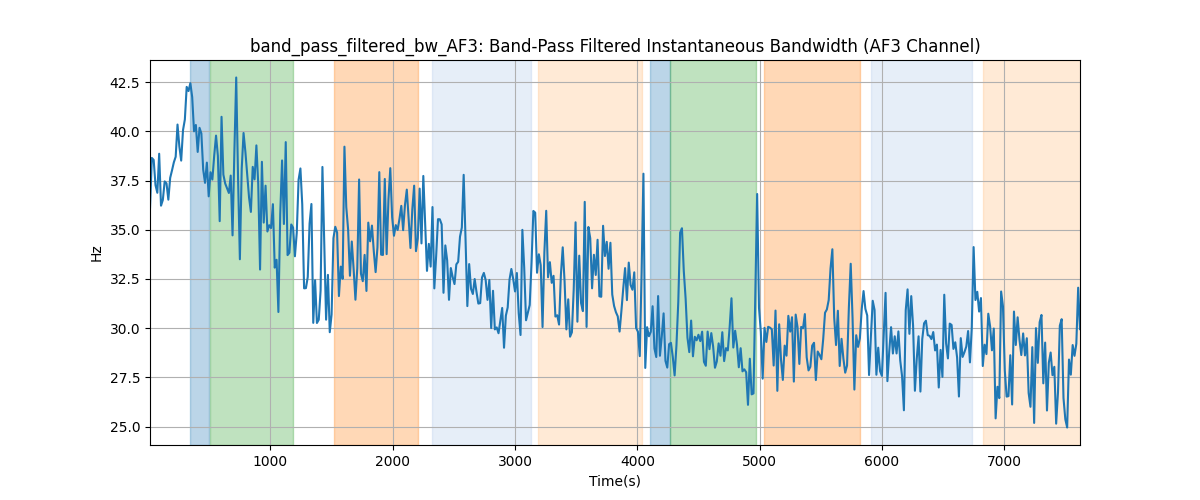 band_pass_filtered_bw_AF3: Band-Pass Filtered Instantaneous Bandwidth (AF3 Channel)
42.5
40.0
37.5
35.0
32.5
30.0
27.5
25.0
Hz
1000 2000 3000 4000 5000 6000 7000
Time(s)